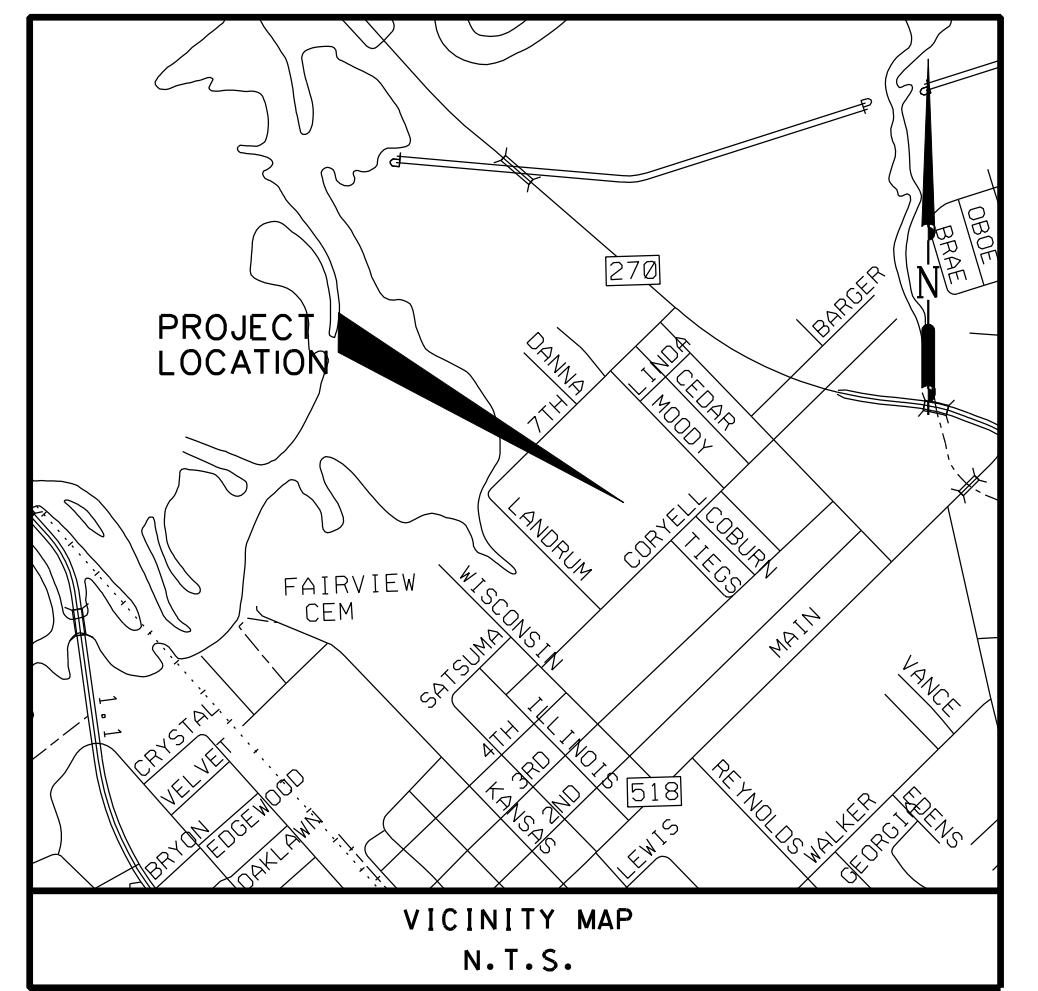 OBOE
BRAE
N
270
BARGER
PROJECT
LOCATION
DANNA
LINDA
CEDAR
7TH
MOODY
LANDRUM
CORYELL
COBURN
TIEGS
FAIRVIEW
CEM
WISCONSIN
SATSUMA
MAIN
VANCE
1.1
CRYSTAL
VELVET
EDGEWOOD
BRYON
OAKLAWN
4TH
ILLINOIS
3RD
2ND
KANSAS
518
LEWIS
REYNOLDS
WALKER
GEORGIA
EDENS
VICINITY MAP
N.T.S.